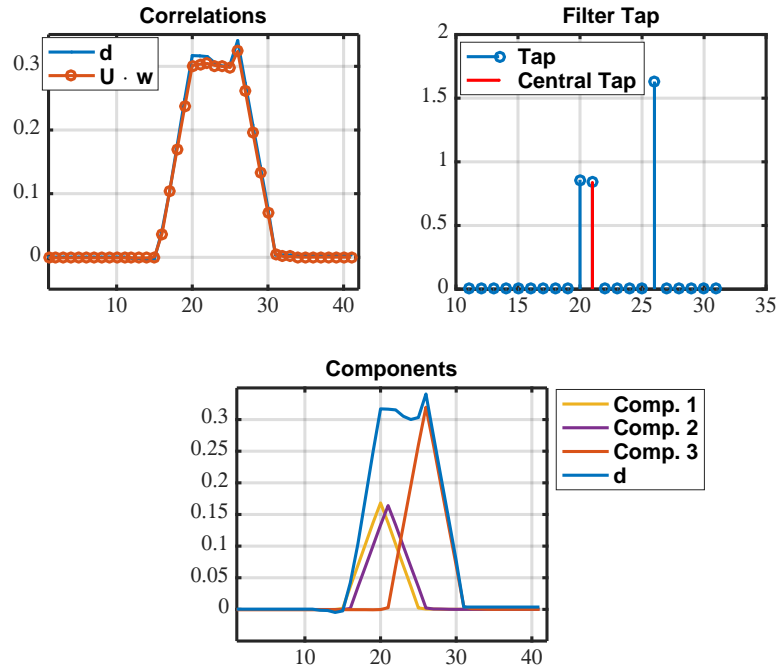 Correlations
d
U · w
0.3
0.2
0.1
0
10
20
30
40
Filter Tap
Tap
Central Tap
2
1.5
1
0.5
0
10
15
20
25
30
35
Components
Comp. 1
Comp. 2
Comp. 3
d
0.3
0.25
0.2
0.15
0.1
0.05
0
10
20
30
40